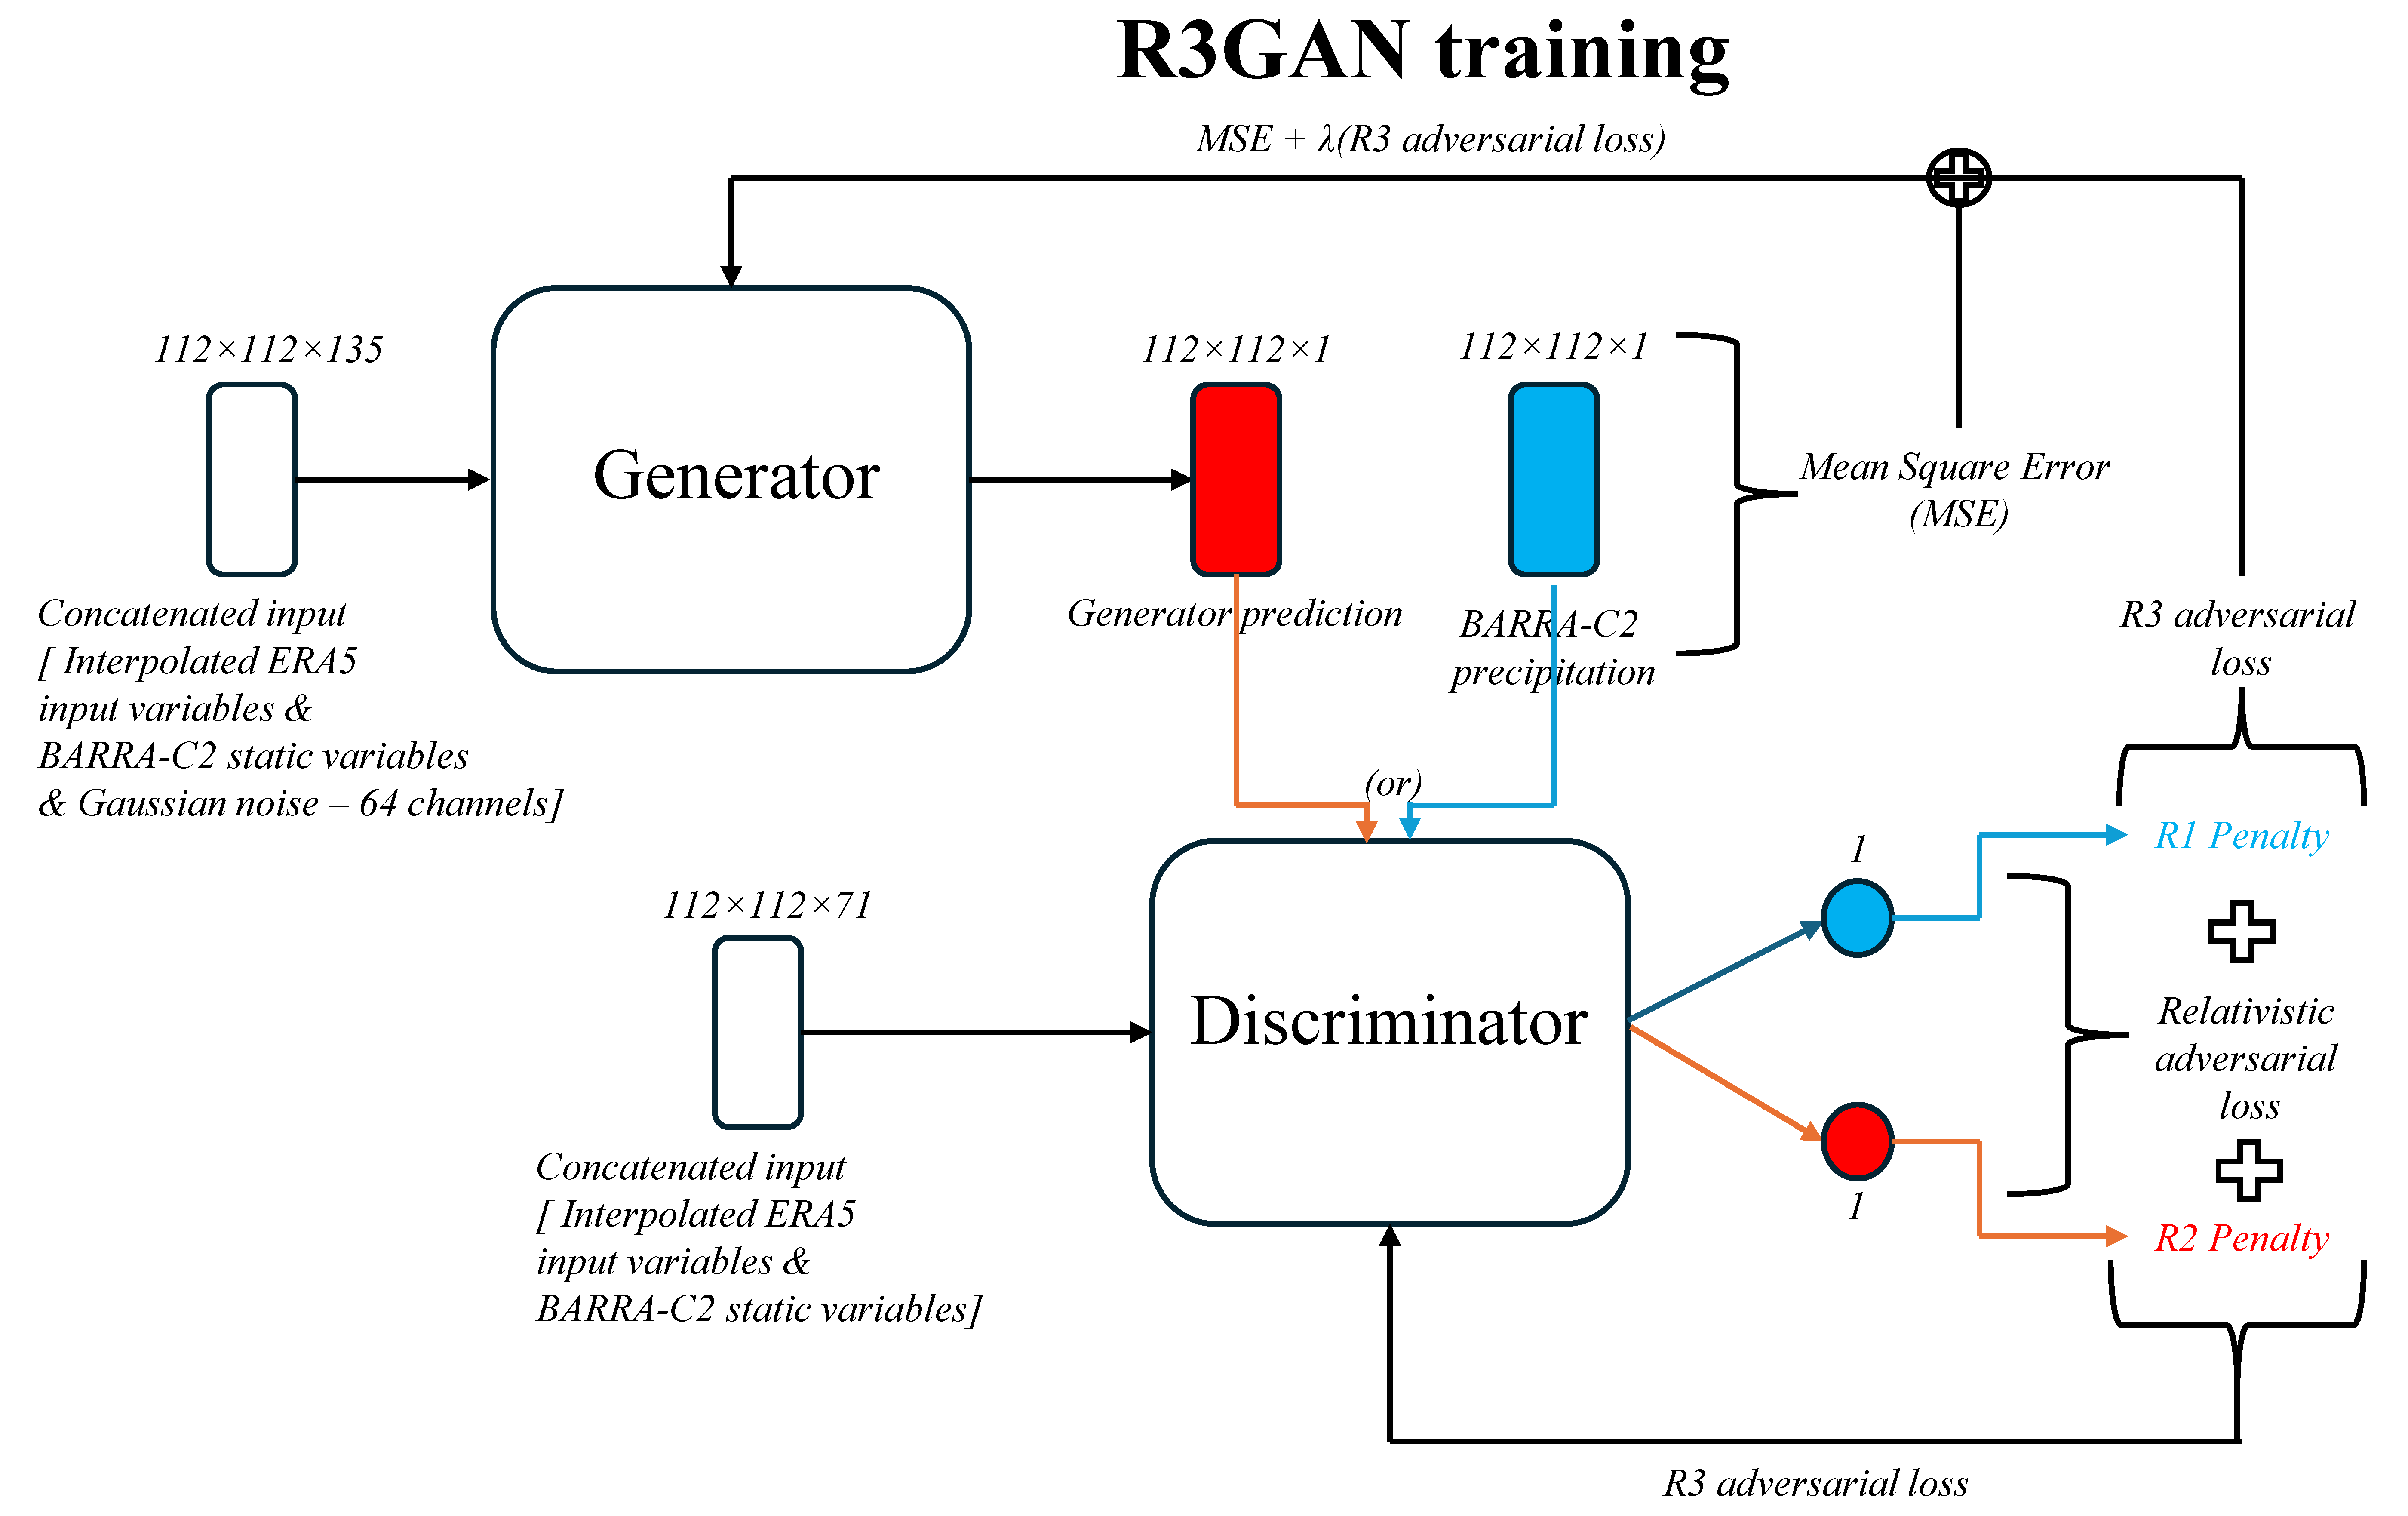 R3GAN training
MSE + λ(R3 adversarial loss)
112×112×135
Generator
112×112×1
112×112×1
Mean Square Error
(MSE)
Concatenated input
[ Interpolated ERA5
input variables &
BARRA-C2 static variables
& Gaussian noise – 64 channels]
Generator prediction
BARRA-C2
precipitation
R3 adversarial
loss
(or)
112×112×71
Discriminator
1
R1 Penalty
Relativistic
adversarial
loss
1
R2 Penalty
Concatenated input
[ Interpolated ERA5
input variables &
BARRA-C2 static variables]
R3 adversarial loss